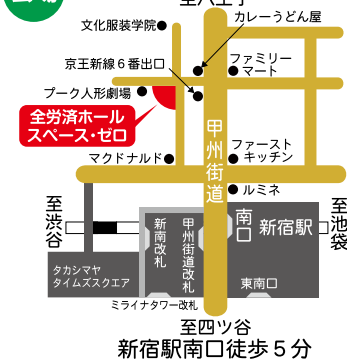 至八王子
会場
カレーうどん屋
文化服装学院
京王新線６番出口
ファミリー
マート
プーク人形劇場
全労済ホール
スペース・ゼロ
甲州街道
ファースト
キッチン
マクドナルド
ルミネ
至渋谷
至池袋
南口
新宿駅
新南改札
甲州街道改札
タカシマヤ
タイムズスクエア
東南口
ミライナタワー改札
至四ツ谷
新宿駅南口徒歩５分